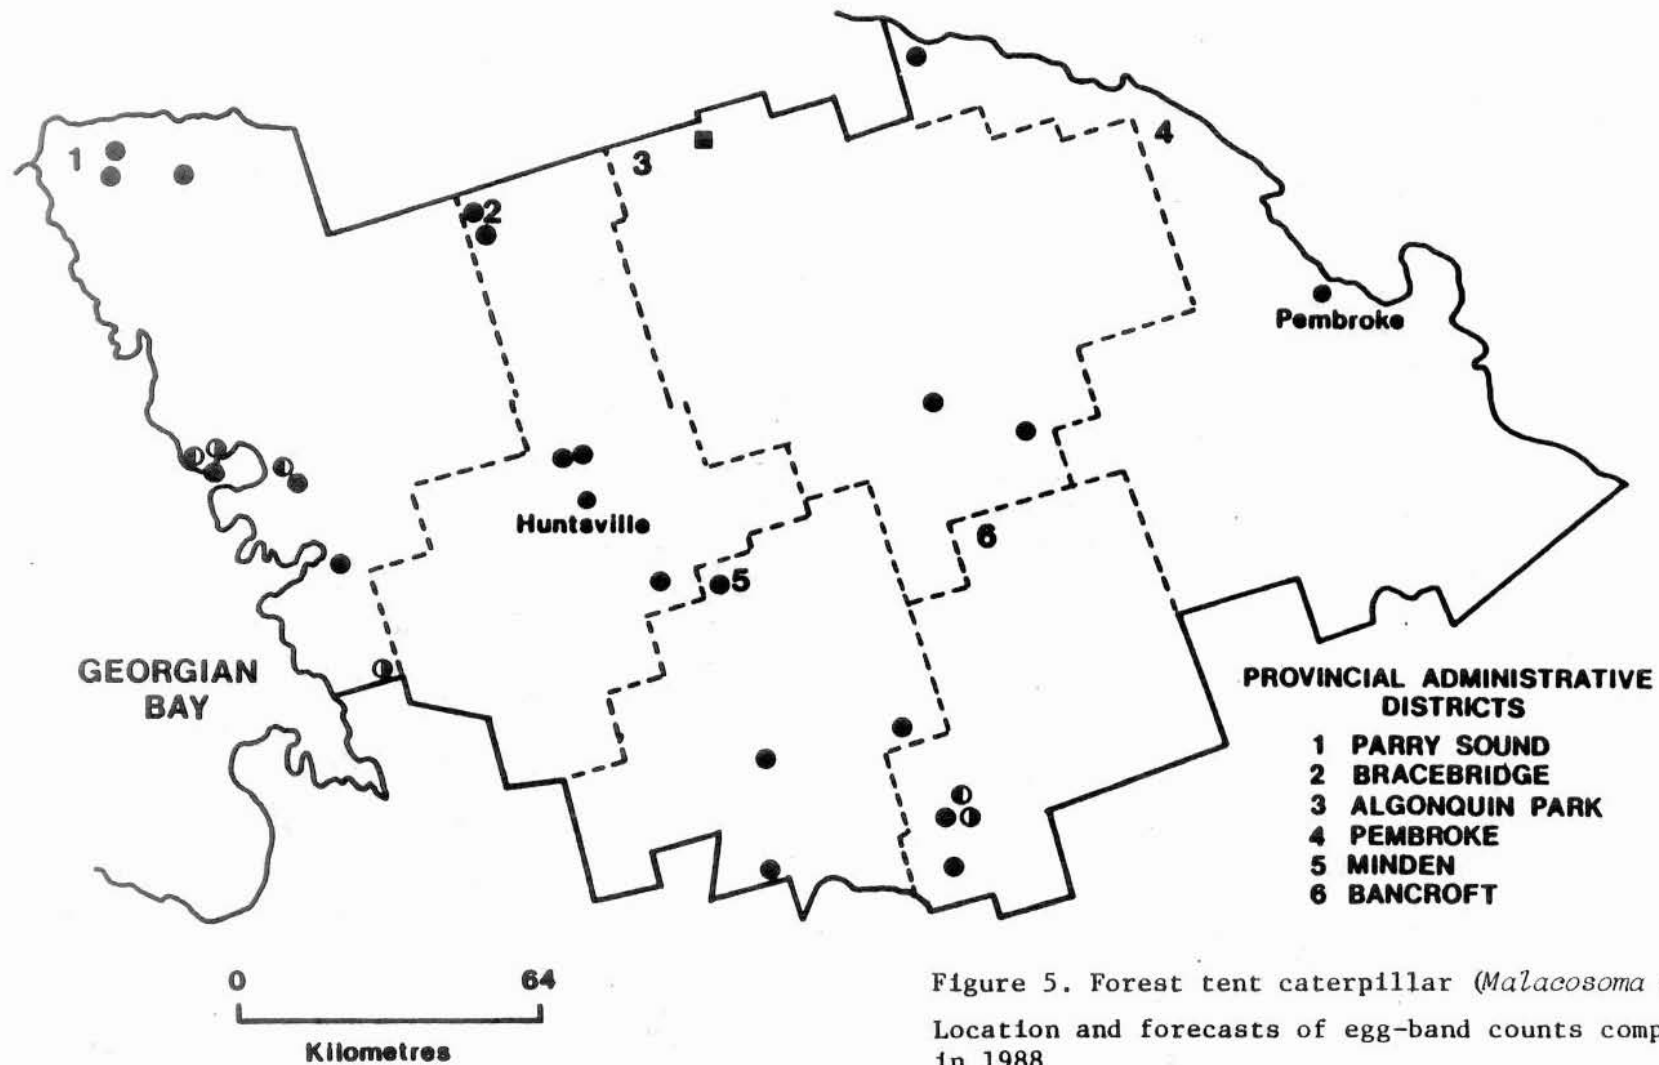 1
2
3
4
Pembroke
Huntsville
6
5
GEORGIAN
BAY
PROVINCIAL ADMINISTRATIVE
DISTRICTS
1 PARRY SOUND
2 BRACEBRIDGE
3 ALGONQUIN PARK
4 PEMBROKE
5 MINDEN
6 BANCROFT
0 64
Kilometres
Figure 5. Forest tent caterpillar (Malacosoma
Location and forecasts of egg-band counts comp
in 1988